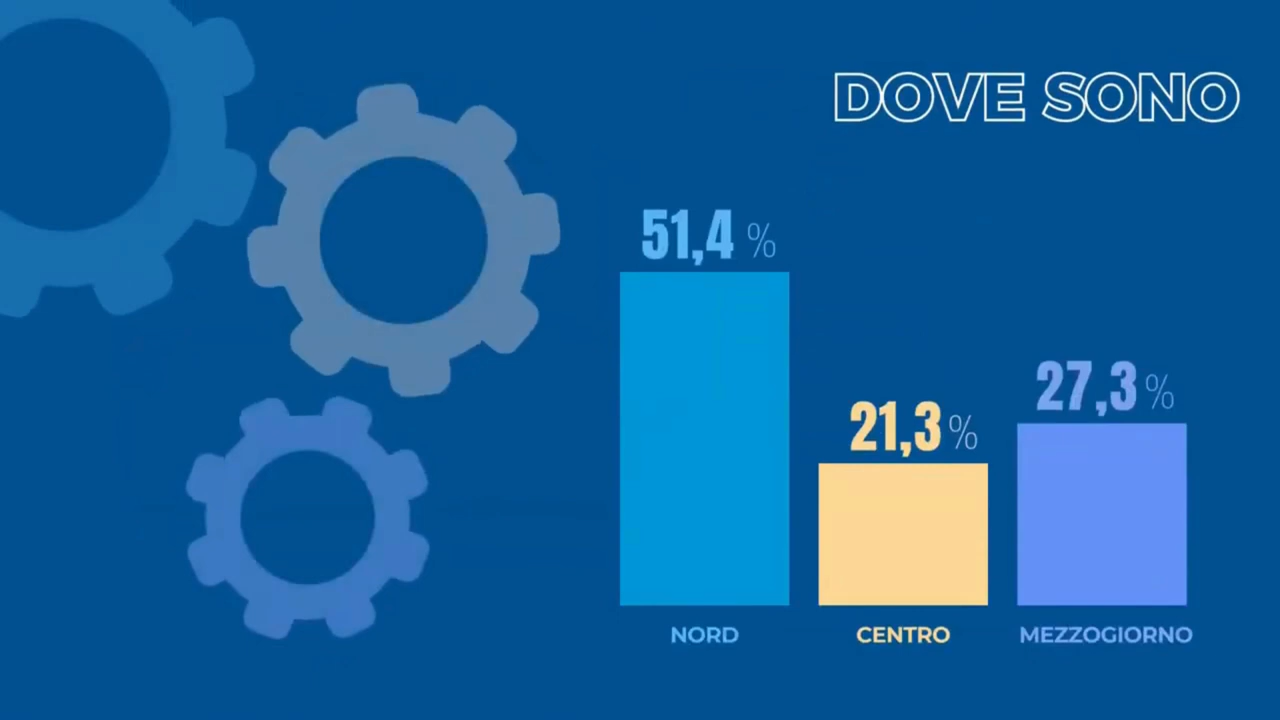 DOVE SONO
51,4 %
21,3 %
27,3 %
NORD
CENTRO
MEZZOGIORNO